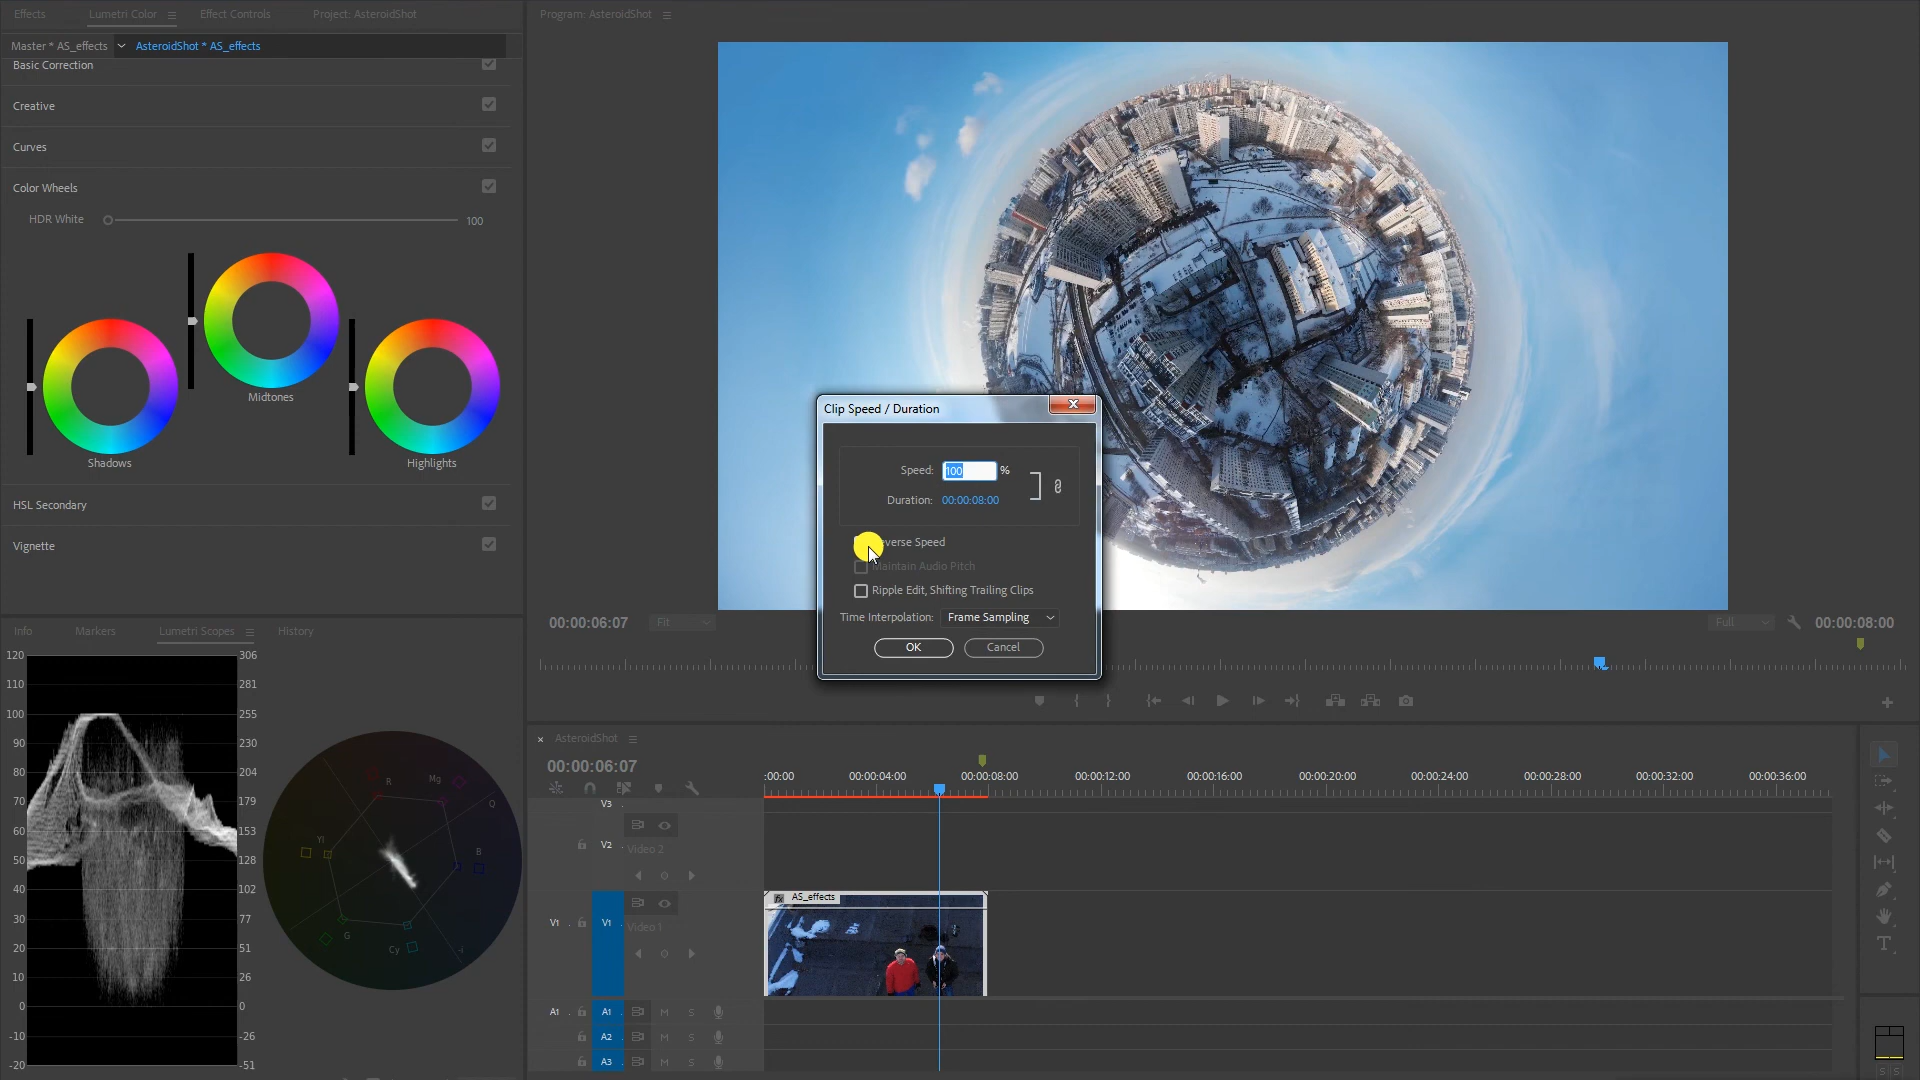 Effects
Lumetri Color
Effect Controls
Project: AsteroidShot
Master * AS_effects
AsteroidShot * AS_effects
Basic Correction
Creative
Curves
Color Wheels
HDR White
100
Midtones
Shadows
Highlights
HSL Secondary
Vignette
Program: AsteroidShot
Clip Speed / Duration
Speed: 100 %
Duration: 00:00:08:00
everse Speed
Maintain Audio Pitch
Ripple Edit, Shifting Trailing Clips
Time Interpolation: Frame Sampling
OK
Cancel
00:00:06:07
Fit
Full
00:00:08:00
Info
Markers
Lumetri Scopes
History
120 306
110 281
100 255
90 230
80 204
70 179
60 153
50 128
40 102
30 77
20 51
10 26
0 0
-10 -26
-20 -51
R
Mg
Q
Yl
B
G
Cy
-i
AsteroidShot
00:00:06:07
:00:00
00:00:04:00
00:00:08:00
00:00:12:00
00:00:16:00
00:00:20:00
00:00:24:00
00:00:28:00
00:00:32:00
00:00:36:00
V3
V2
Video 2
V1
V1
Video 1
fx AS_effects
A1 A1 M S
A2 M S
A3 M S
T
S S